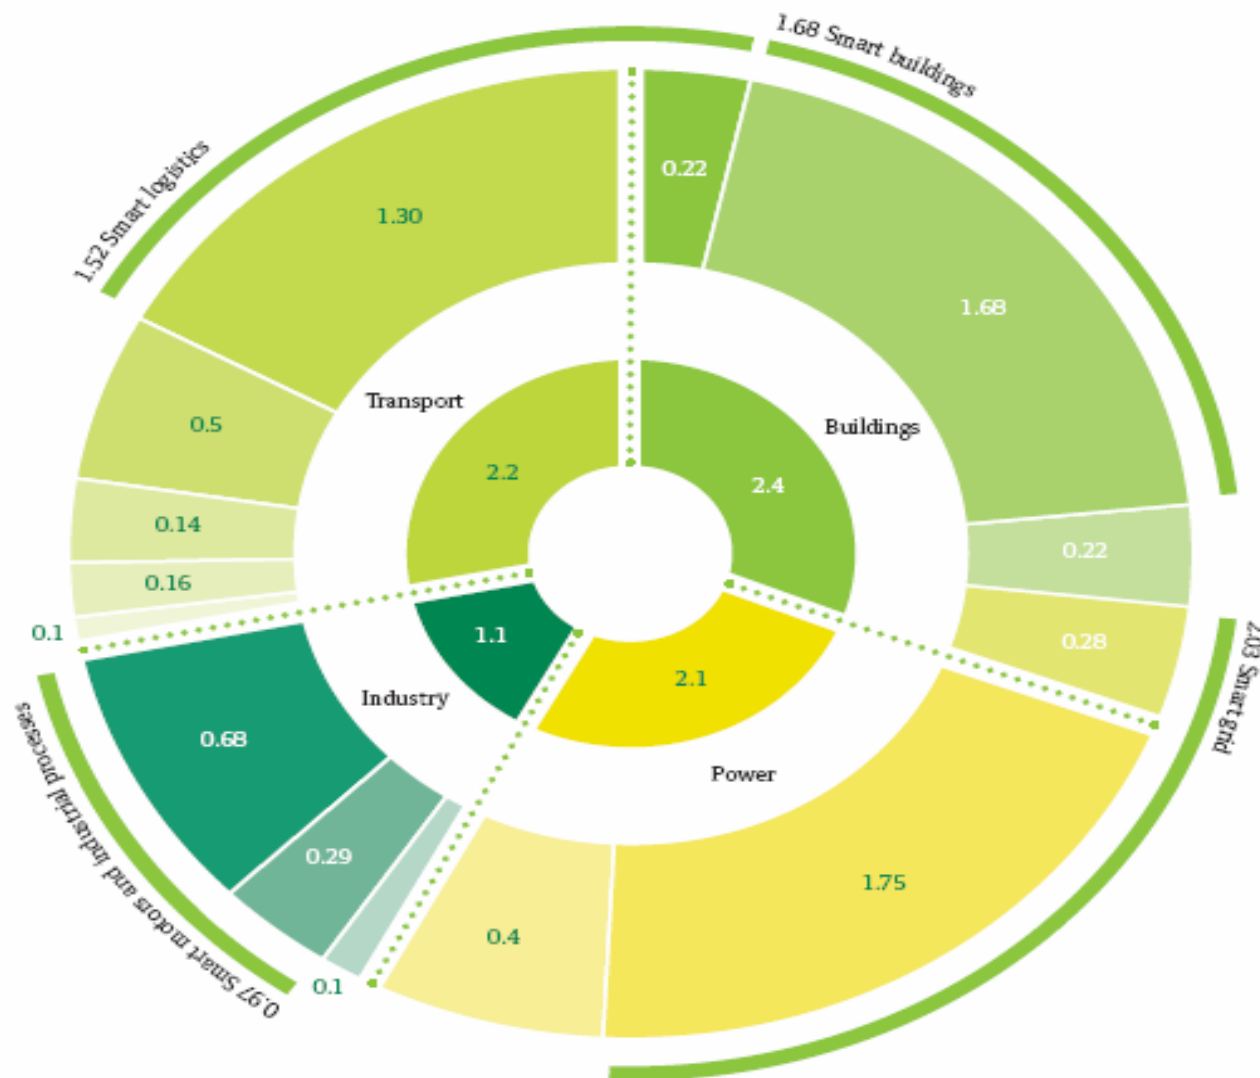 1.68 Smart buildings
0.22
1.52 Smart logistics
1.30
1.68
Transport
Buildings
0.5
2.2
2.4
0.14
0.22
0.16
0.1
1.1
0.28
2.03 Smart grid
2.1
Industry
0.68
Power
0.29
1.75
0.4
0.1
0.97 Smart motors and industrial processes